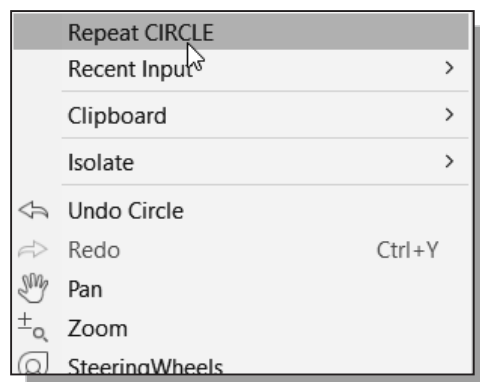 Repeat CIRCLE
Recent Input >
Clipboard >
Isolate >
Undo Circle
Redo Ctrl+Y
Pan
Zoom
SteeringWheels